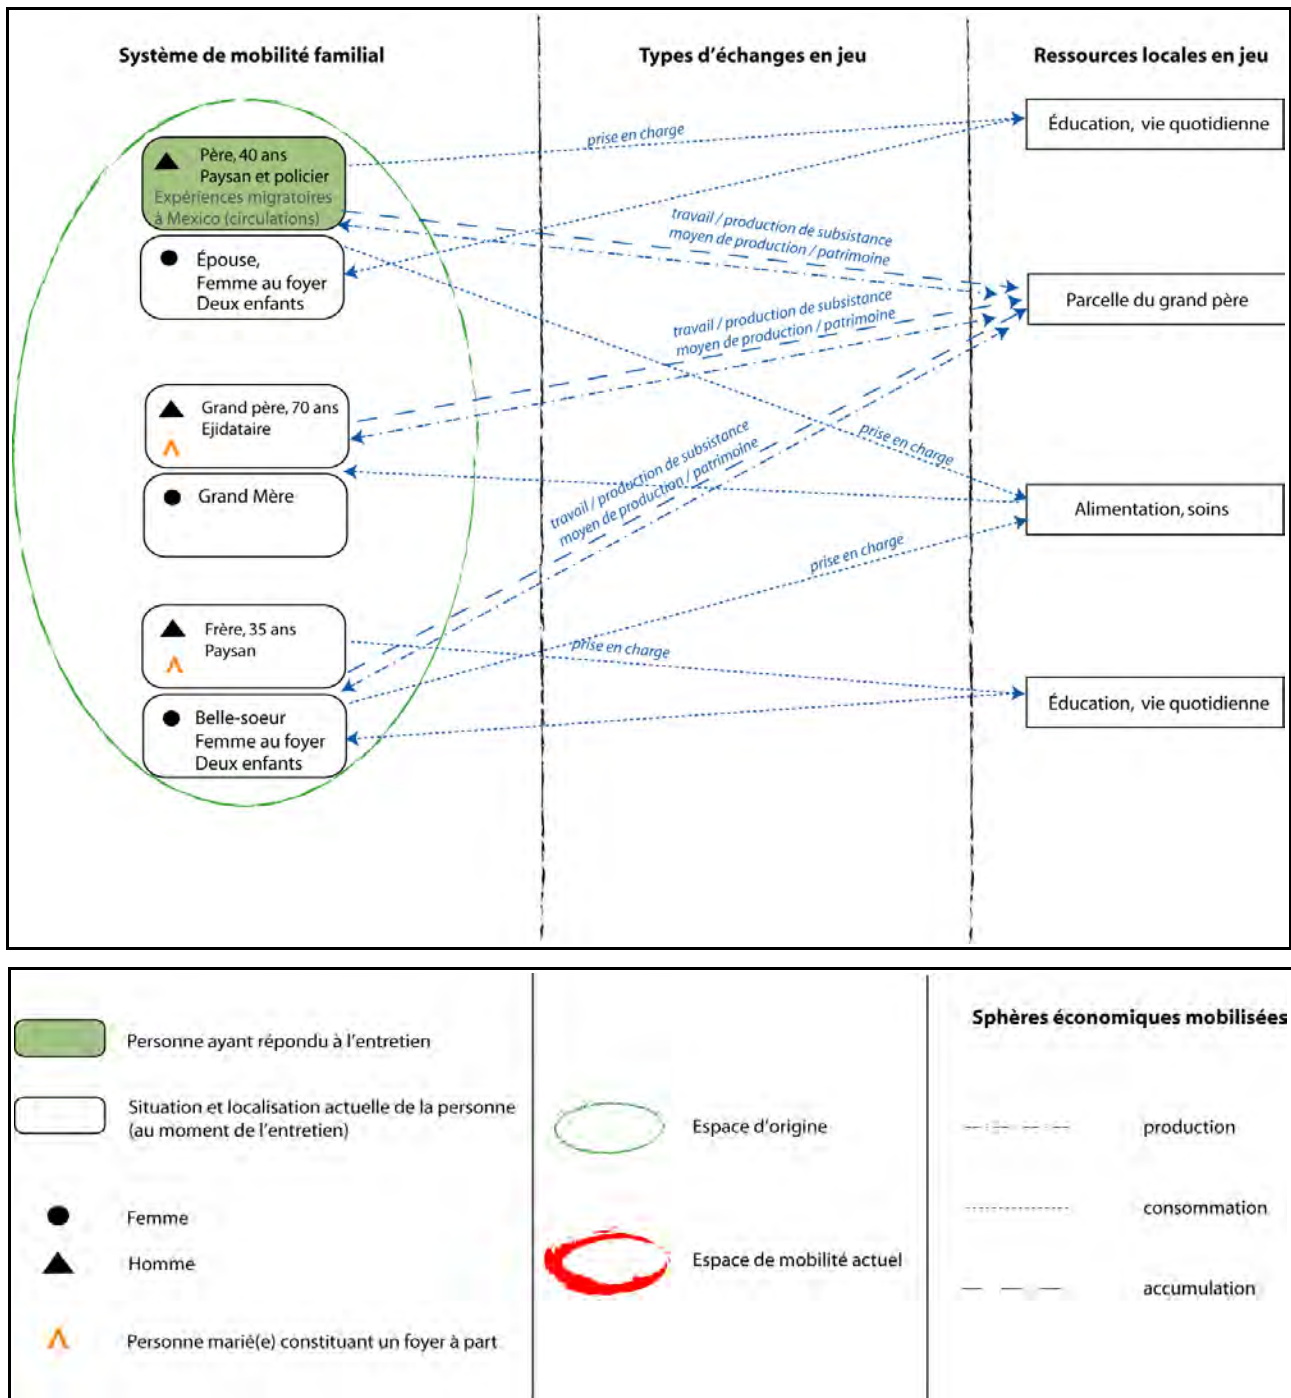 Système de mobilité familial
Types d'échanges en jeu
Ressources locales en jeu
Père, 40 ans
Paysan et policier
Expériences migratoires
à Mexico (circulations)
Épouse,
Femme au foyer
Deux enfants
Grand père, 70 ans
Ejidataire
Grand Mère
Frère, 35 ans
Paysan
Belle-soeur
Femme au foyer
Deux enfants
prise en charge
travail / production de subsistance
moyen de production / patrimoine
travail / production de subsistance
moyen de production / patrimoine
travail / production de subsistance
moyen de production / patrimoine
prise en charge
prise en charge
prise en charge
Éducation, vie quotidienne
Parcelle du grand père
Alimentation, soins
Éducation, vie quotidienne
Personne ayant répondu à l'entretien
Situation et localisation actuelle de la personne
(au moment de l'entretien)
Femme
Homme
Personne marié(e) constituant un foyer à part
Espace d'origine
Espace de mobilité actuel
Sphères économiques mobilisées
production
consommation
accumulation